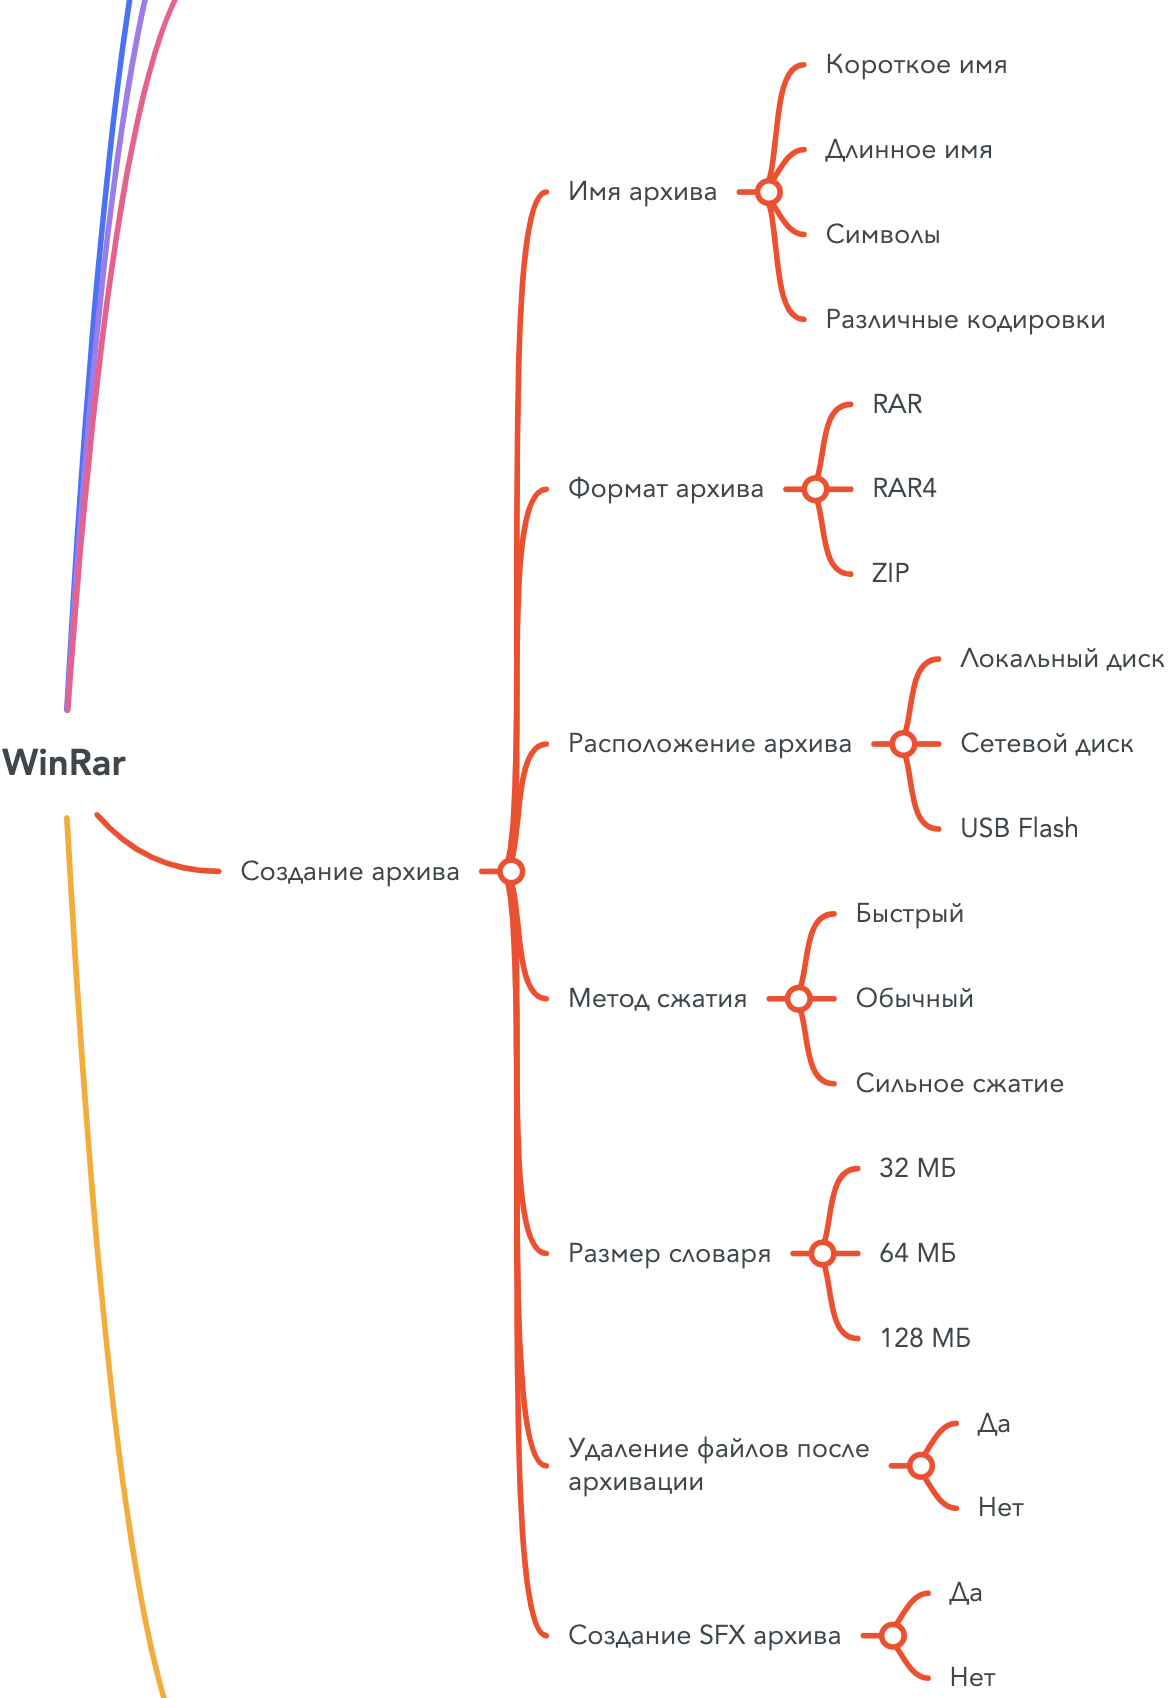 WinRar
Создание архива
Имя архива
Короткое имя
Длинное имя
Символы
Различные кодировки
Формат архива
RAR
RAR4
ZIP
Расположение архива
Локальный диск
Сетевой диск
USB Flash
Метод сжатия
Быстрый
Обычный
Сильное сжатие
Размер словаря
32 МБ
64 МБ
128 МБ
Удаление файлов после
архивации
Да
Нет
Создание SFX архива
Да
Нет